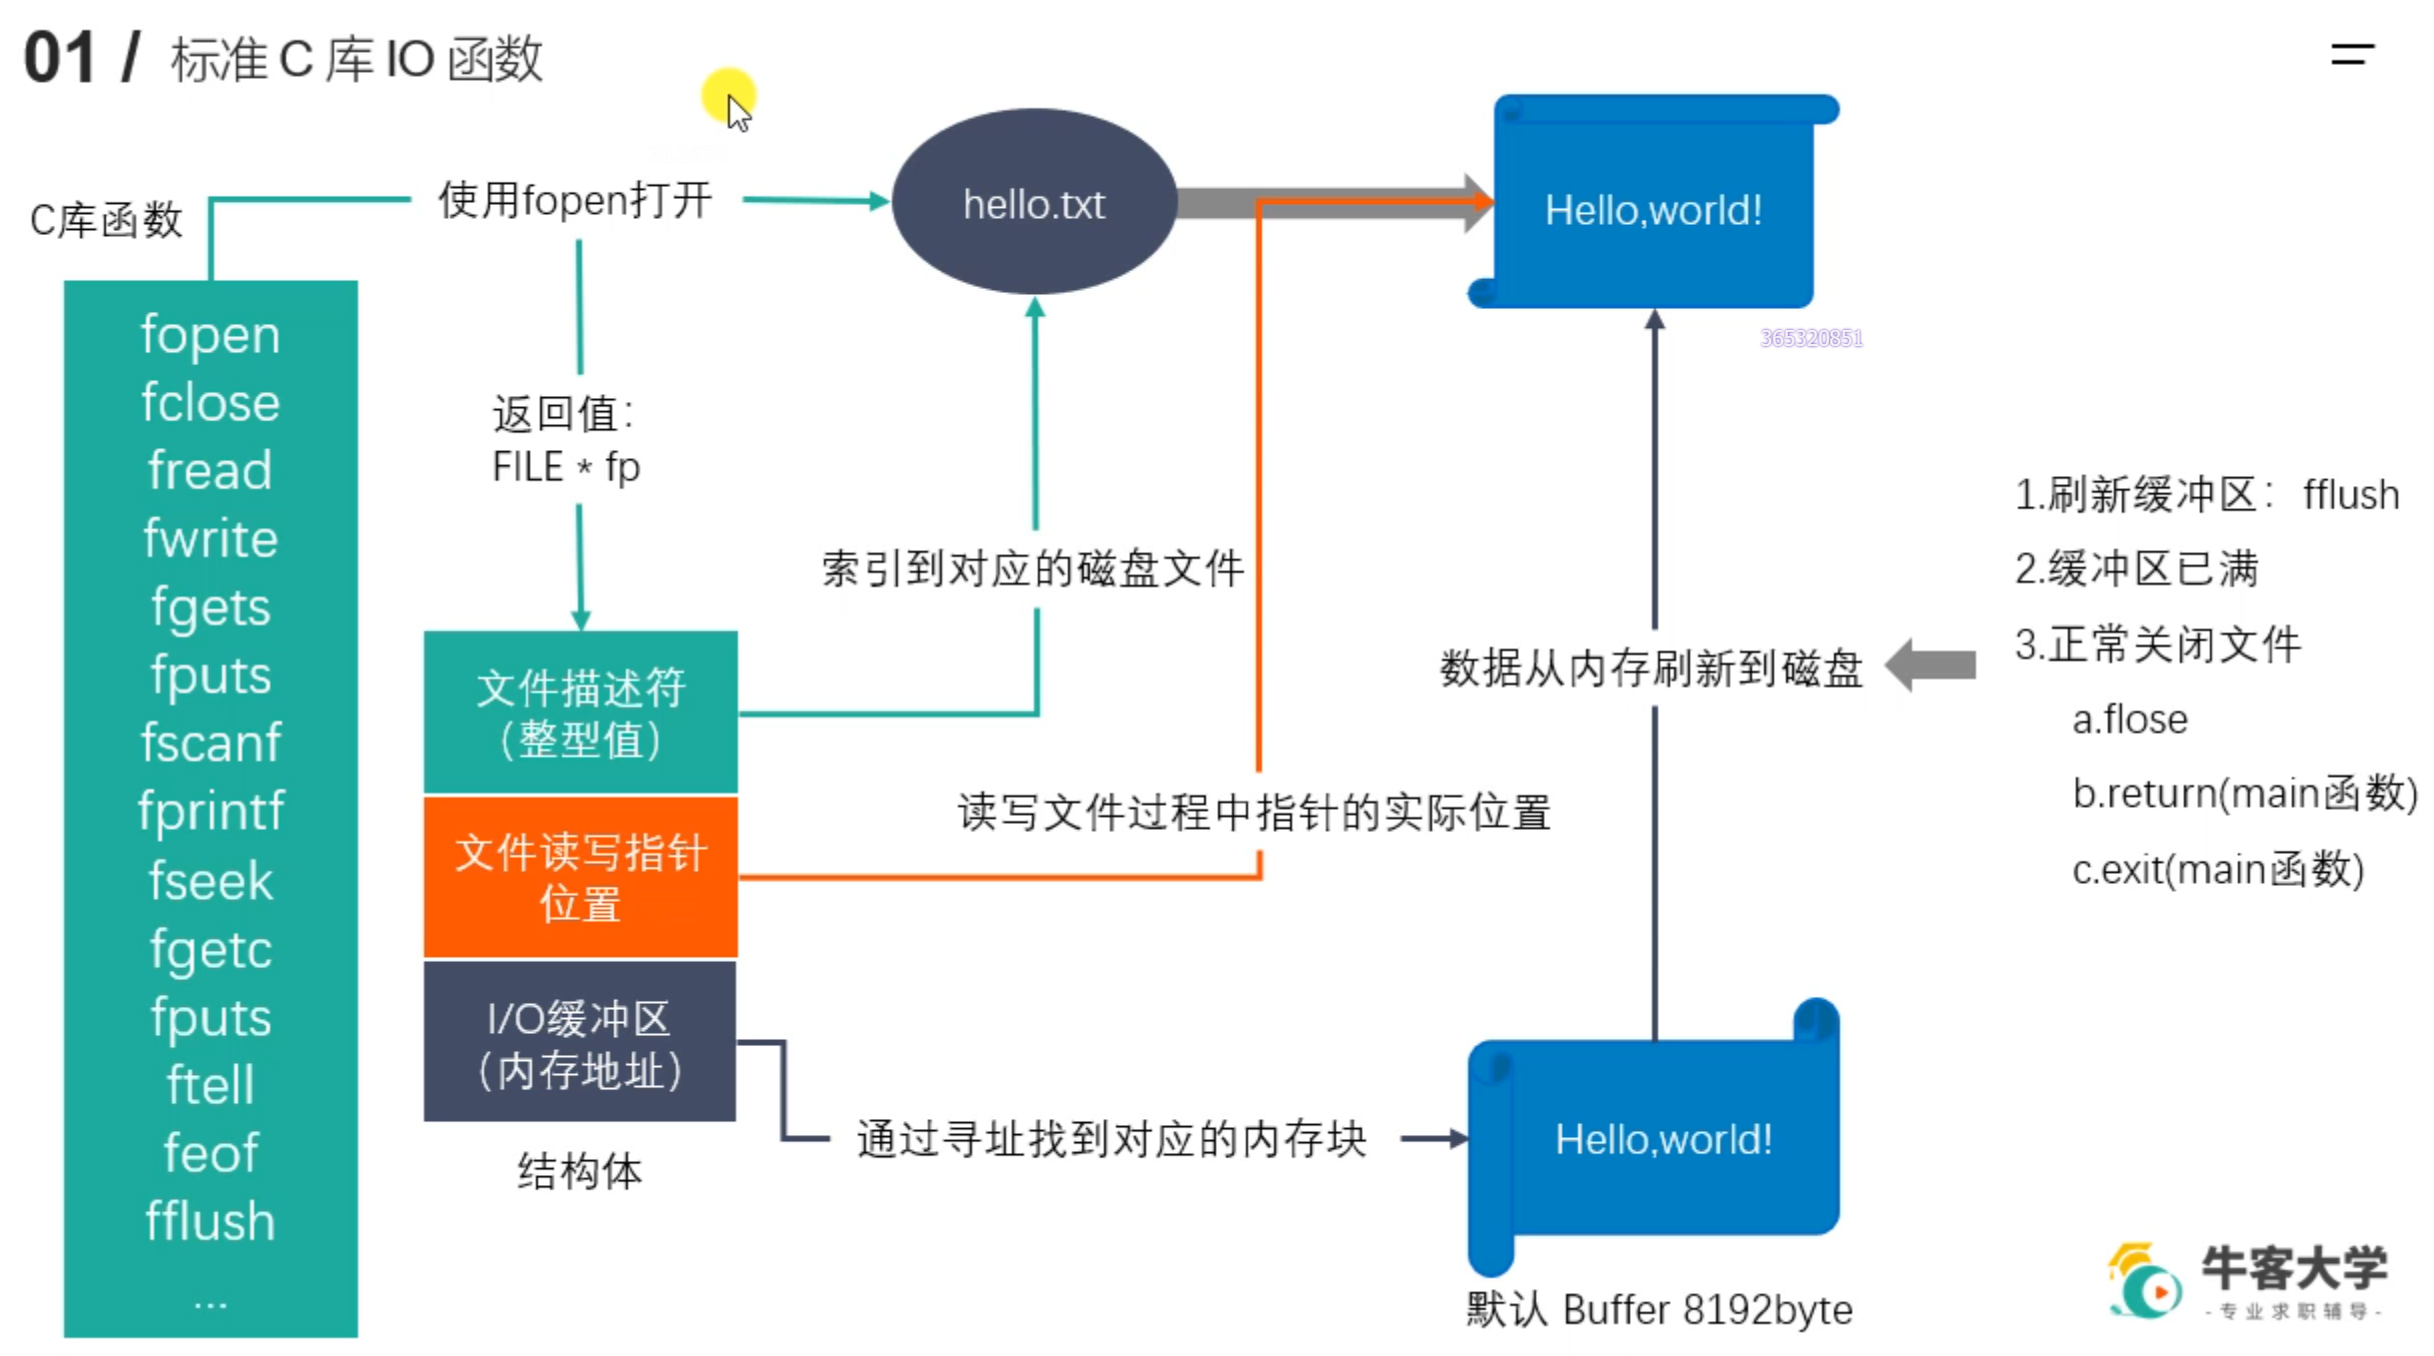 01 / 标准 C 库 IO 函数
C库函数
fopen
fclose
fread
fwrite
fgets
fputs
fscanf
fprintf
fseek
fgetc
fputs
ftell
feof
fflush
...
使用fopen打开
返回值：
FILE * fp
文件描述符
（整型值）
文件读写指针
位置
I/O缓冲区
（内存地址）
结构体
hello.txt
索引到对应的磁盘文件
读写文件过程中指针的实际位置
通过寻址找到对应的内存块
Hello,world!
365320851
数据从内存刷新到磁盘
Hello,world!
默认 Buffer 8192byte
1.刷新缓冲区：fflush
2.缓冲区已满
3.正常关闭文件
a.flose
b.return(main函数)
c.exit(main函数)
牛客大学
-专业求职辅导-